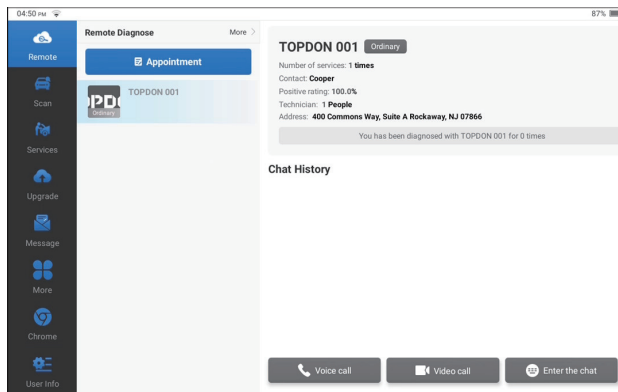 04:50 PM
87%
Remote
Scan
Services
Upgrade
Message
More
Chrome
User Info
Remote Diagnose
More
Appointment
OPDO
Ordinary
TOPDON 001
TOPDON 001
Ordinary
Number of services: 1 times
Contact: Cooper
Positive rating: 100.0%
Technician: 1 People
Address: 400 Commons Way, Suite A Rockaway, NJ 07866
You has been diagnosed with TOPDON 001 for 0 times
Chat History
Voice call
Video call
Enter the chat